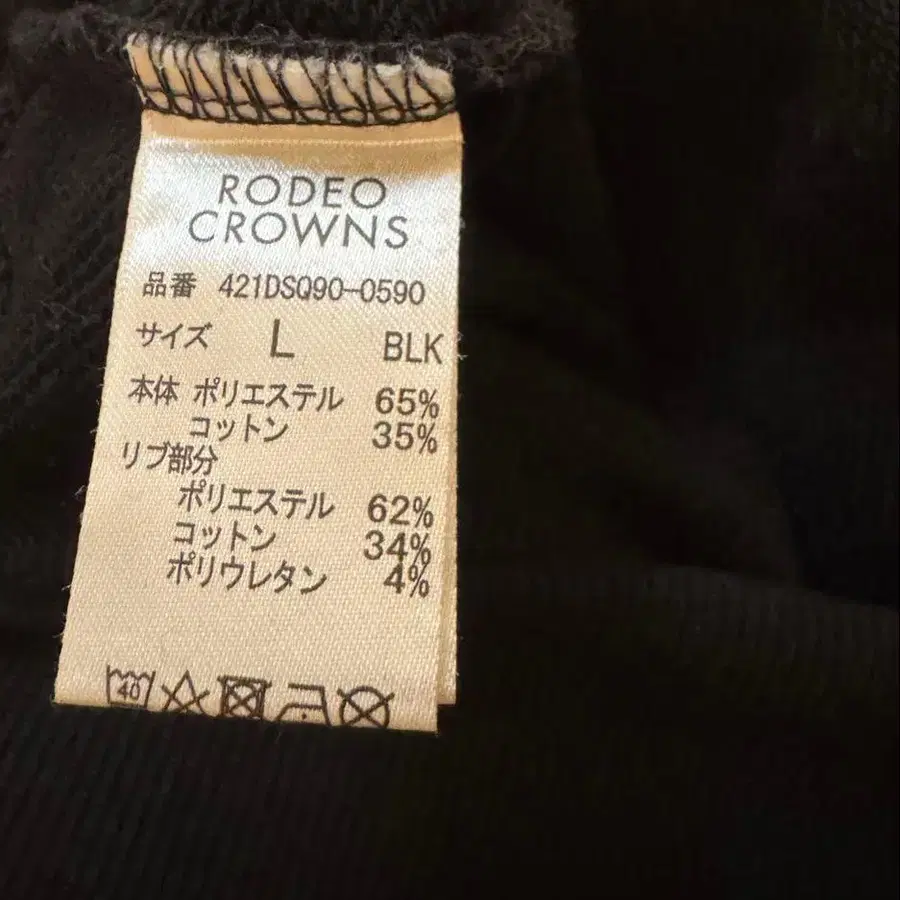 RODEO
CROWNS
品番 421DSQ90-0590
サイズ L BLK
本体 ポリエステル 65%
コットン 35%
リブ部分
ポリエステル 62%
コットン 34%
ポリウレタン 4%
40